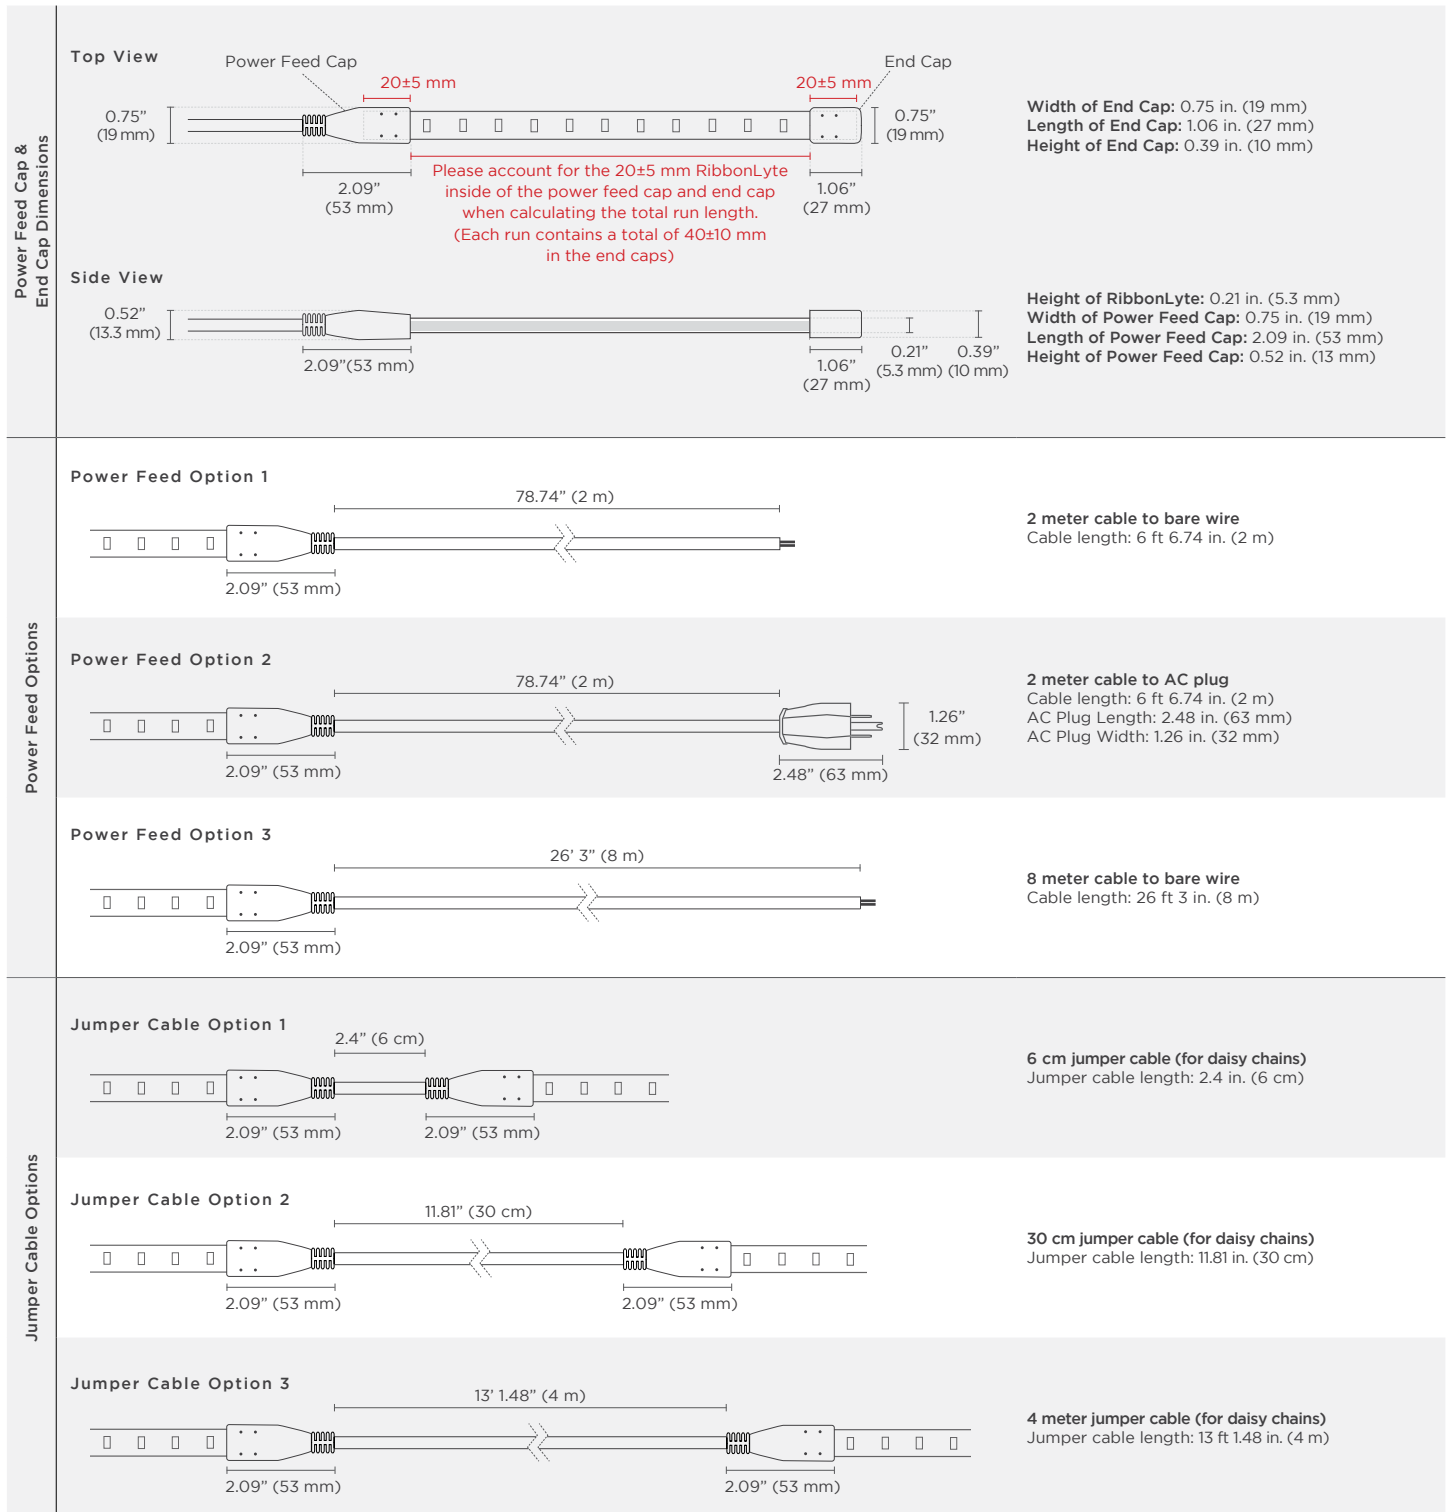 Power Feed Cap &
End Cap Dimensions
Top View
Power Feed Cap
End Cap
20±5 mm
20±5 mm
0.75”
(19 mm)
0.75”
(19 mm)
2.09”
(53 mm)
Please account for the 20±5 mm RibbonLyte
inside of the power feed cap and end cap
when calculating the total run length.
(Each run contains a total of 40±10 mm
in the end caps)
1.06”
(27 mm)
Width of End Cap: 0.75 in. (19 mm)
Length of End Cap: 1.06 in. (27 mm)
Height of End Cap: 0.39 in. (10 mm)
Side View
0.52”
(13.3 mm)
2.09”(53 mm)
1.06”
(27 mm)
0.21”
(5.3 mm)
0.39”
(10 mm)
Height of RibbonLyte: 0.21 in. (5.3 mm)
Width of Power Feed Cap: 0.75 in. (19 mm)
Length of Power Feed Cap: 2.09 in. (53 mm)
Height of Power Feed Cap: 0.52 in. (13 mm)
Power Feed Options
Power Feed Option 1
78.74” (2 m)
2.09” (53 mm)
2 meter cable to bare wire
Cable length: 6 ft 6.74 in. (2 m)
Power Feed Option 2
78.74” (2 m)
2.09” (53 mm)
1.26”
(32 mm)
2.48” (63 mm)
2 meter cable to AC plug
Cable length: 6 ft 6.74 in. (2 m)
AC Plug Length: 2.48 in. (63 mm)
AC Plug Width: 1.26 in. (32 mm)
Power Feed Option 3
26’ 3” (8 m)
2.09” (53 mm)
8 meter cable to bare wire
Cable length: 26 ft 3 in. (8 m)
Jumper Cable Options
Jumper Cable Option 1
2.4” (6 cm)
2.09” (53 mm)
2.09” (53 mm)
6 cm jumper cable (for daisy chains)
Jumper cable length: 2.4 in. (6 cm)
Jumper Cable Option 2
11.81” (30 cm)
2.09” (53 mm)
2.09” (53 mm)
30 cm jumper cable (for daisy chains)
Jumper cable length: 11.81 in. (30 cm)
Jumper Cable Option 3
13’ 1.48” (4 m)
2.09” (53 mm)
2.09” (53 mm)
4 meter jumper cable (for daisy chains)
Jumper cable length: 13 ft 1.48 in. (4 m)